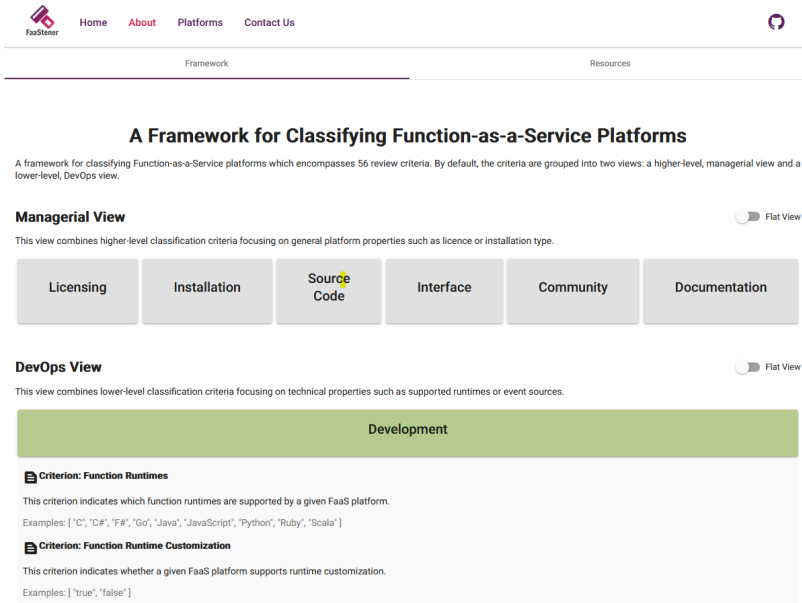 FaaStener
Home About Platforms Contact Us
Framework Resources
A Framework for Classifying Function-as-a-Service Platforms
A framework for classifying Function-as-a-Service platforms which encompasses 56 review criteria. By default, the criteria are grouped into two views: a higher-level, managerial view and a
lower-level, DevOps view.
Managerial View
Flat View
This view combines higher-level classification criteria focusing on general platform properties such as licence or installation type.
Licensing
Installation
Source
Code
Interface
Community
Documentation
DevOps View
Flat View
This view combines lower-level classification criteria focusing on technical properties such as supported runtimes or event sources.
Development
Criterion: Function Runtimes
This criterion indicates which function runtimes are supported by a given FaaS platform.
Examples: [ "C", "C#", "F#", "Go", "Java", "JavaScript", "Python", "Ruby", "Scala" ]
Criterion: Function Runtime Customization
This criterion indicates whether a given FaaS platform supports runtime customization.
Examples: [ "true", "false" ]